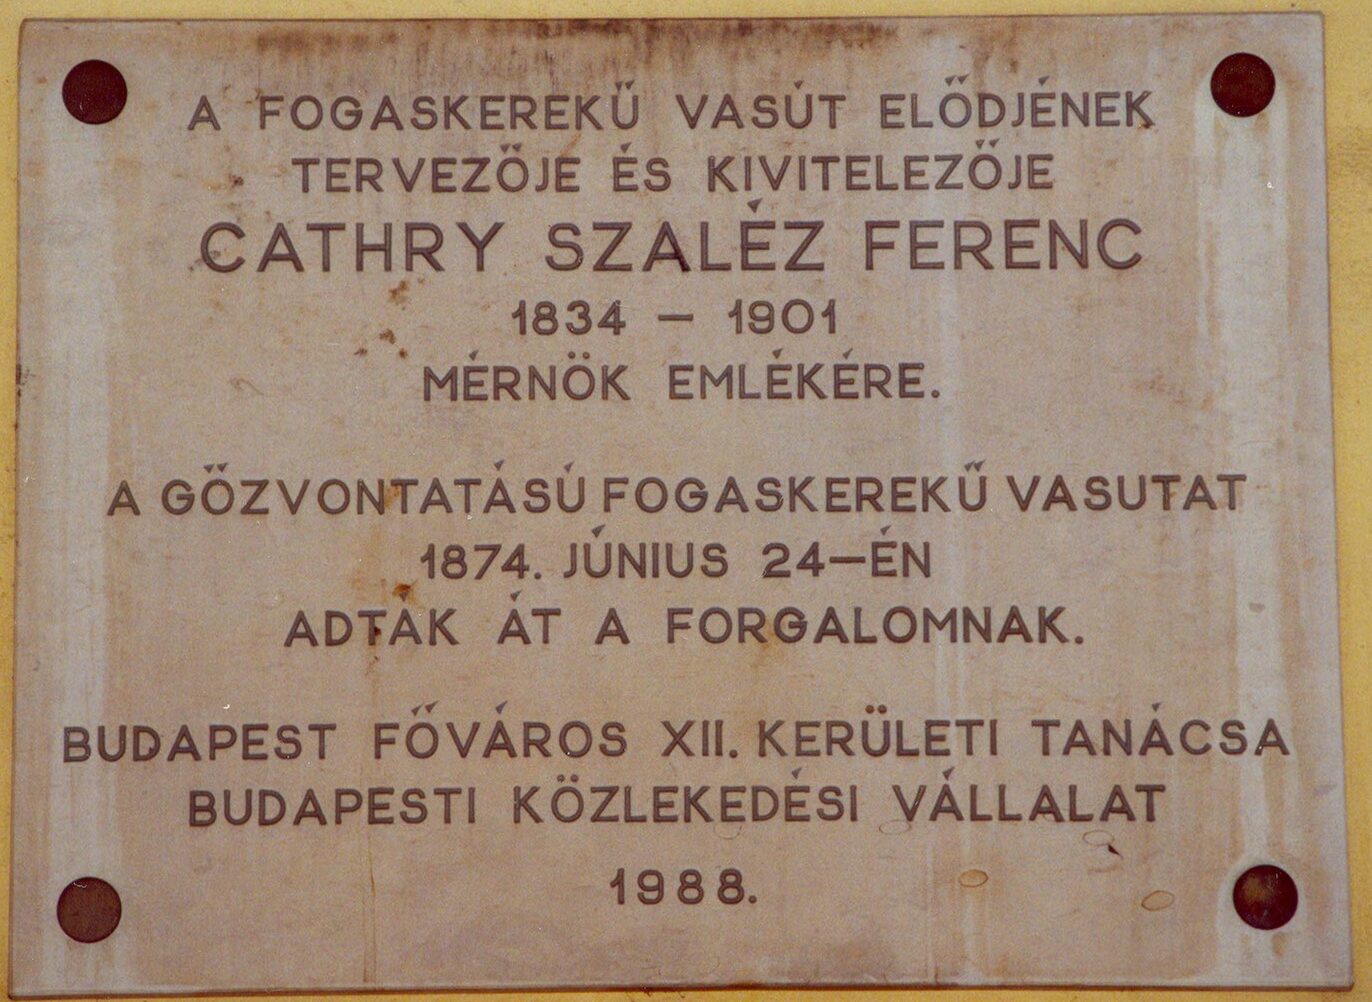 A FOGASKEREKŰ VASÚT ELŐDJÉNEK
TERVEZŐJE ÉS KIVITELEZŐJE
CATHRY SZALÉZ FERENC
1834 – 1901
MÉRNÖK EMLÉKÉRE.
A GŐZVONTATÁSÚ FOGASKEREKŰ VASUTAT
1874. JÚNIUS 24–ÉN
ADTÁK ÁT A FORGALOMNAK.
BUDAPEST FŐVÁROS XII. KERÜLETI TANÁCSA
BUDAPESTI KÖZLEKEDÉSI VÁLLALAT
1988.